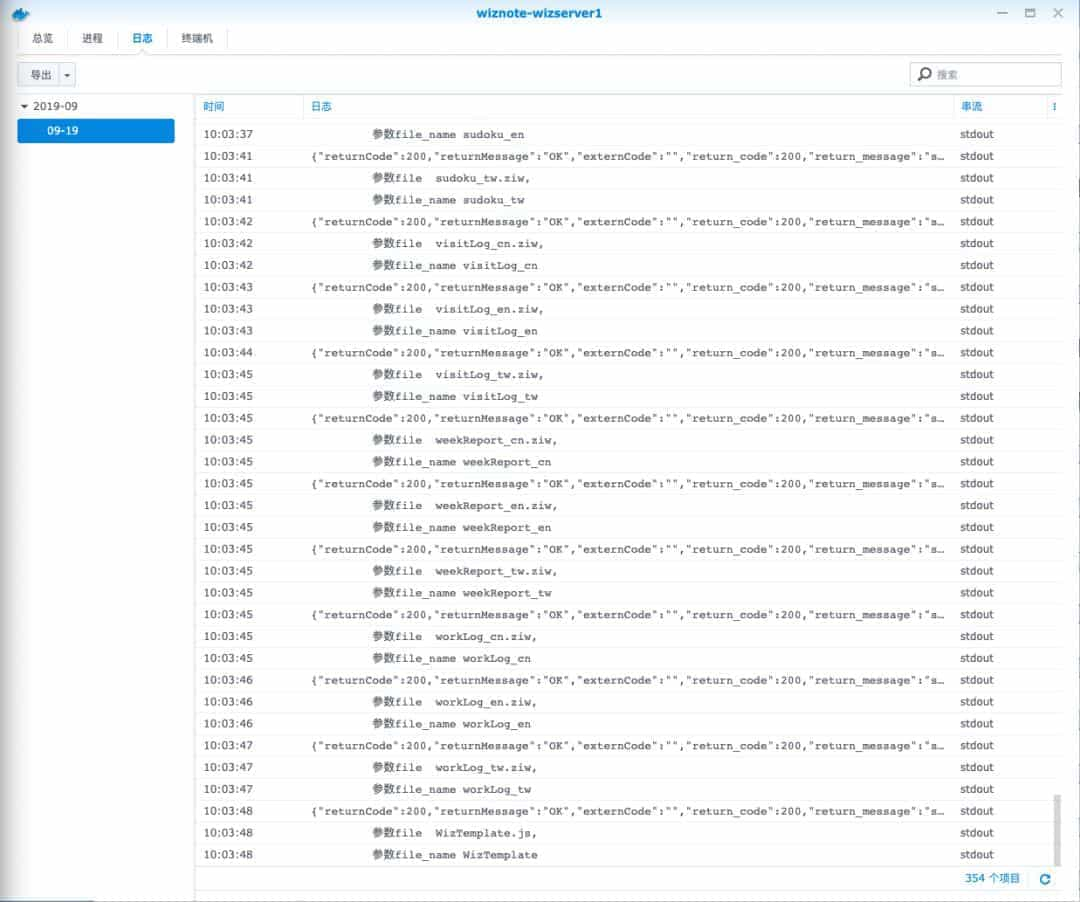 wiznote-wizserver1
总览 进程 日志 终端机
导出 搜索
2019-09 时间 日志 串流
09-19
10:03:37 参数file_name sudoku_en stdout
10:03:41 {"returnCode":200,"returnMessage":"OK","externCode":"","return_code":200,"return_message":"s… stdout
10:03:41 参数file sudoku_tw.ziw, stdout
10:03:41 参数file_name sudoku_tw stdout
10:03:42 {"returnCode":200,"returnMessage":"OK","externCode":"","return_code":200,"return_message":"s… stdout
10:03:42 参数file visitLog_cn.ziw, stdout
10:03:42 参数file_name visitLog_cn stdout
10:03:43 {"returnCode":200,"returnMessage":"OK","externCode":"","return_code":200,"return_message":"s… stdout
10:03:43 参数file visitLog_en.ziw, stdout
10:03:43 参数file_name visitLog_en stdout
10:03:44 {"returnCode":200,"returnMessage":"OK","externCode":"","return_code":200,"return_message":"s… stdout
10:03:45 参数file visitLog_tw.ziw, stdout
10:03:45 参数file_name visitLog_tw stdout
10:03:45 {"returnCode":200,"returnMessage":"OK","externCode":"","return_code":200,"return_message":"s… stdout
10:03:45 参数file weekReport_cn.ziw, stdout
10:03:45 参数file_name weekReport_cn stdout
10:03:45 {"returnCode":200,"returnMessage":"OK","externCode":"","return_code":200,"return_message":"s… stdout
10:03:45 参数file weekReport_en.ziw, stdout
10:03:45 参数file_name weekReport_en stdout
10:03:45 {"returnCode":200,"returnMessage":"OK","externCode":"","return_code":200,"return_message":"s… stdout
10:03:45 参数file weekReport_tw.ziw, stdout
10:03:45 参数file_name weekReport_tw stdout
10:03:45 {"returnCode":200,"returnMessage":"OK","externCode":"","return_code":200,"return_message":"s… stdout
10:03:45 参数file workLog_cn.ziw, stdout
10:03:45 参数file_name workLog_cn stdout
10:03:46 {"returnCode":200,"returnMessage":"OK","externCode":"","return_code":200,"return_message":"s… stdout
10:03:46 参数file workLog_en.ziw, stdout
10:03:46 参数file_name workLog_en stdout
10:03:47 {"returnCode":200,"returnMessage":"OK","externCode":"","return_code":200,"return_message":"s… stdout
10:03:47 参数file workLog_tw.ziw, stdout
10:03:47 参数file_name workLog_tw stdout
10:03:48 {"returnCode":200,"returnMessage":"OK","externCode":"","return_code":200,"return_message":"s… stdout
10:03:48 参数file WizTemplate.js, stdout
10:03:48 参数file_name WizTemplate stdout
354 个项目